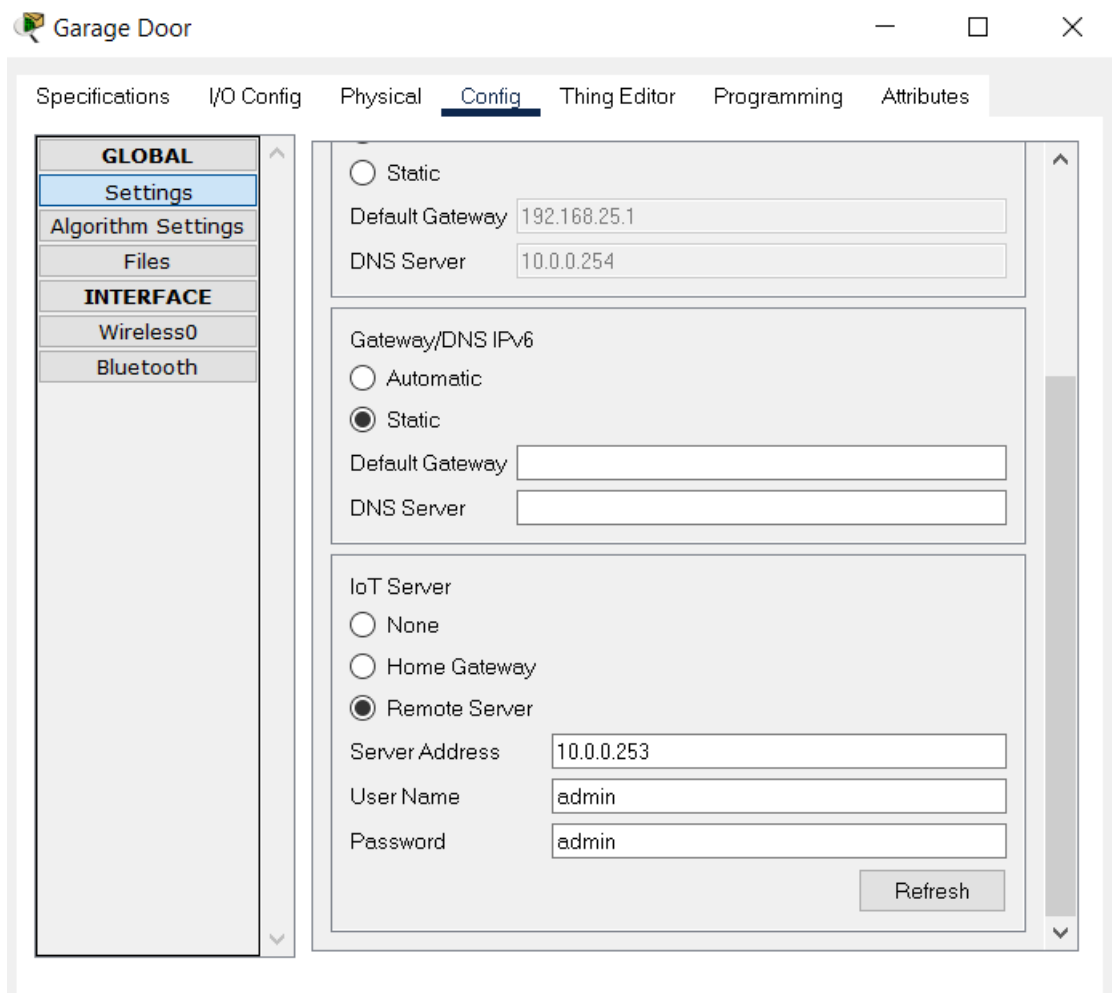 Garage Door
Specifications I/O Config Physical Config Thing Editor Programming Attributes
GLOBAL
Settings
Algorithm Settings
Files
INTERFACE
Wireless0
Bluetooth
Static
Default Gateway 192.168.25.1
DNS Server 10.0.0.254
Gateway/DNS IPv6
Automatic
Static
Default Gateway
DNS Server
IoT Server
None
Home Gateway
Remote Server
Server Address 10.0.0.253
User Name admin
Password admin
Refresh